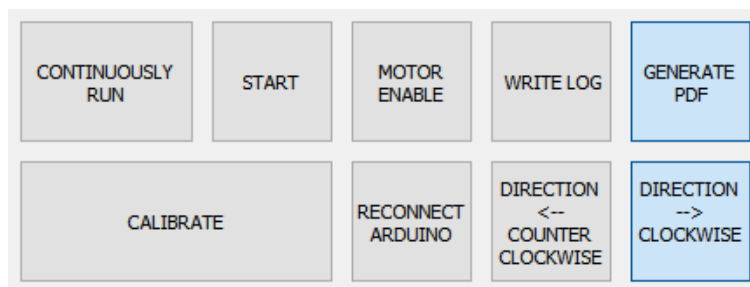 CONTINUOUSLY
RUN
START
MOTOR
ENABLE
WRITE LOG
GENERATE
PDF
CALIBRATE
RECONNECT
ARDUINO
DIRECTION
<--
COUNTER
CLOCKWISE
DIRECTION
-->
CLOCKWISE